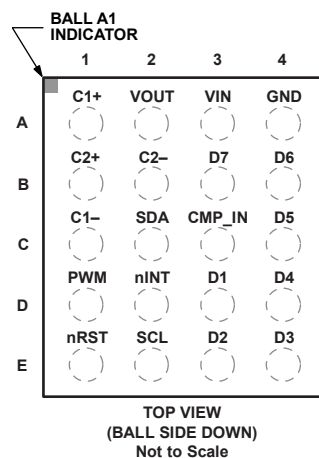 BALL A1
INDICATOR
1 2 3 4
A
C1+ VOUT VIN GND
B
C2+ C2– D7 D6
C
C1– SDA CMP_IN D5
D
PWM nINT D1 D4
E
nRST SCL D2 D3
TOP VIEW
(BALL SIDE DOWN)
Not to Scale